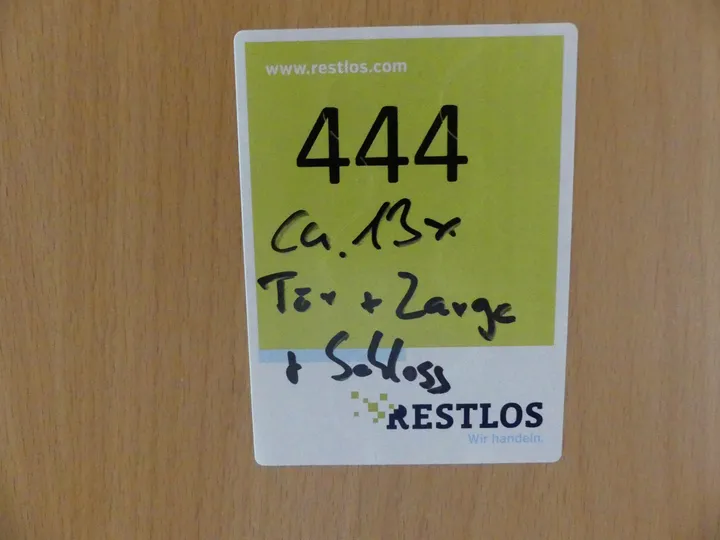 www.restlos.com
444
Ca. 13x
Tür + Zarge
+ Schloss
RESTLOS
Wir handeln.